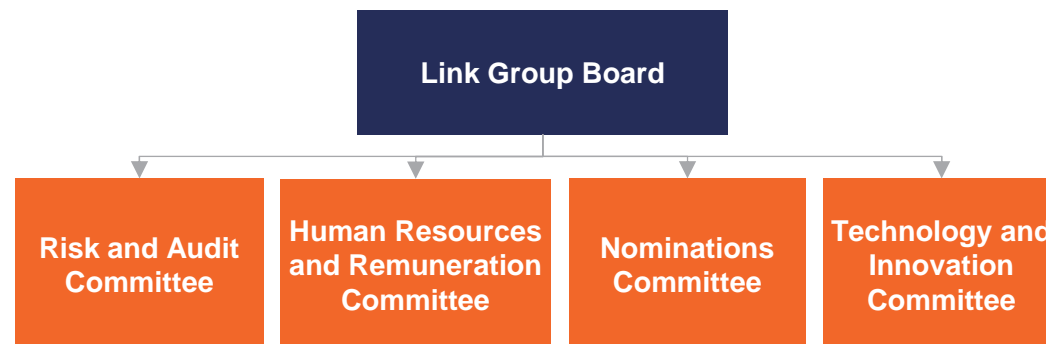 Link Group Board
Risk and Audit
Committee
Human Resources
and Remuneration
Committee
Nominations
Committee
Technology and
Innovation
Committee